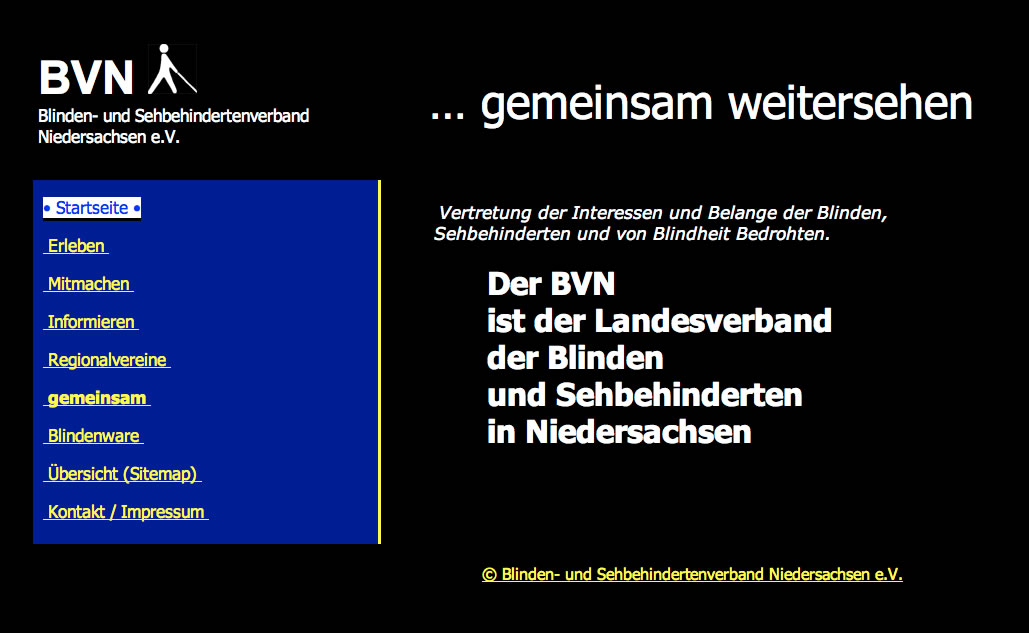 BVN
Blinden- und Sehbehindertenverband
Niedersachsen e.V.
... gemeinsam weitersehen
• Startseite •
Erleben
Mitmachen
Informieren
Regionalvereine
gemeinsam
Blindenware
Übersicht (Sitemap)
Kontakt / Impressum
Vertretung der Interessen und Belange der Blinden,
Sehbehinderten und von Blindheit Bedrohten.
Der BVN
ist der Landesverband
der Blinden
und Sehbehinderten
in Niedersachsen
© Blinden- und Sehbehindertenverband Niedersachsen e.V.